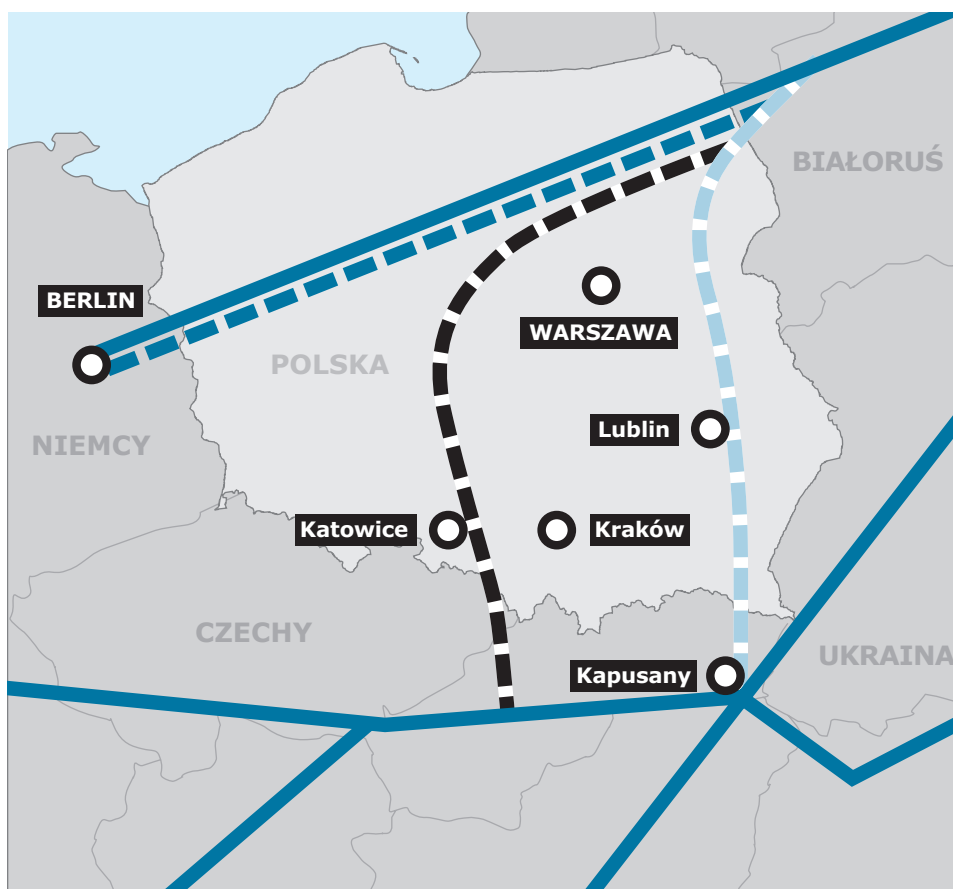 BIAŁORUŚ
BERLIN
WARSZAWA
POLSKA
Lublin
NIEMCY
Katowice
Kraków
CZECHY
UKRAINA
Kapusany